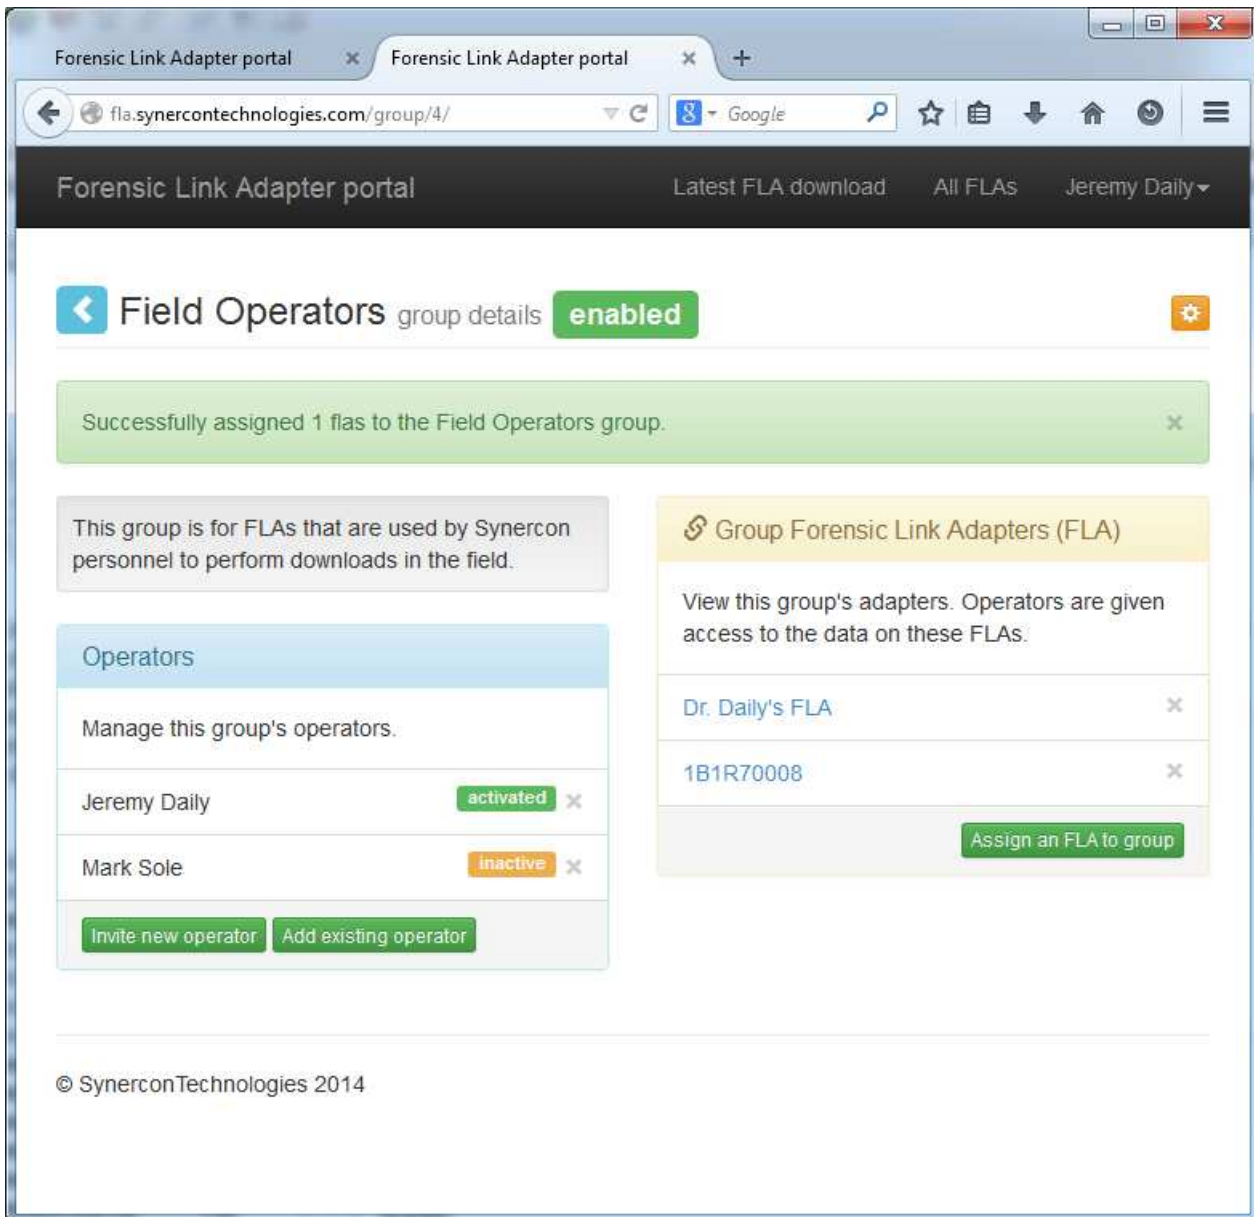 Forensic Link Adapter portal
Forensic Link Adapter portal
fla.synercontechnologies.com/group/4/
Google
Forensic Link Adapter portal
Latest FLA download
All FLAs
Jeremy Daily
Field Operators group details enabled
Successfully assigned 1 flas to the Field Operators group.
This group is for FLAs that are used by Synercon
personnel to perform downloads in the field.
Operators
Manage this group's operators.
Jeremy Daily activated
Mark Sole inactive
Invite new operator Add existing operator
Group Forensic Link Adapters (FLA)
View this group's adapters. Operators are given
access to the data on these FLAs.
Dr. Daily's FLA
1B1R70008
Assign an FLA to group
© SynerconTechnologies 2014